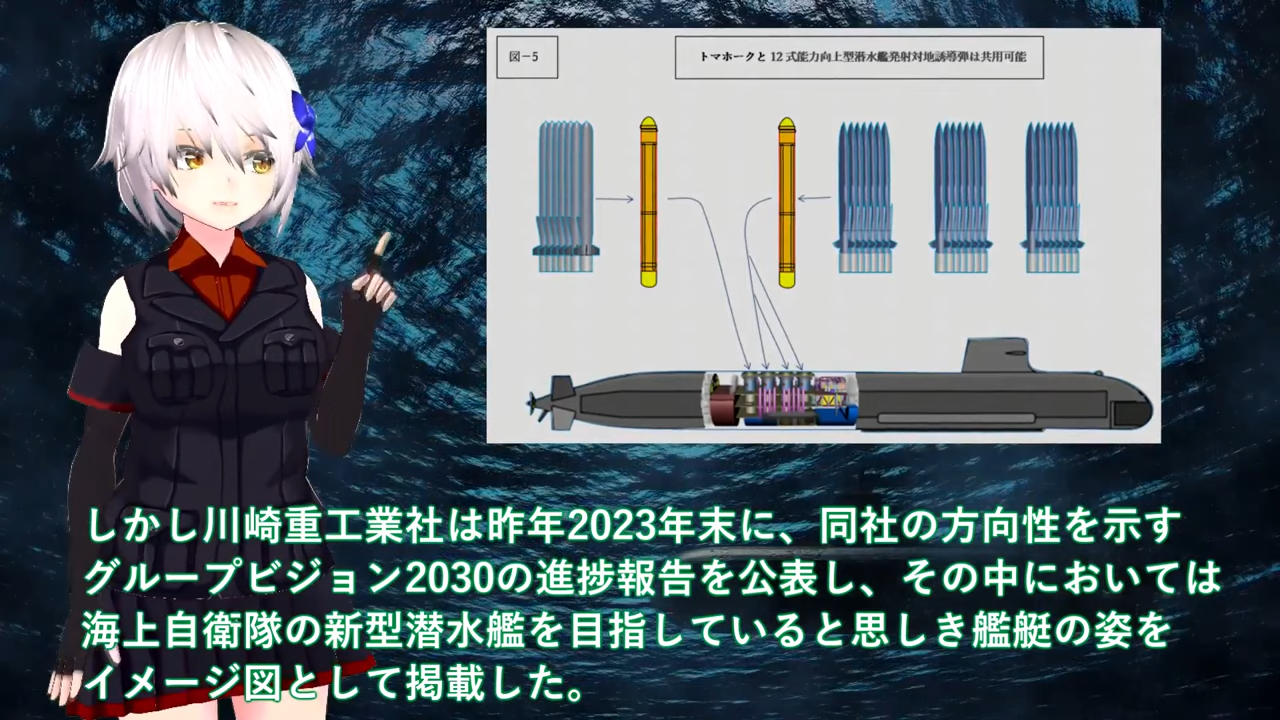 図－5
トマホークと 12 式能力向上型潜水艦発射対地誘導弾は共用可能
しかし川崎重工業社は昨年2023年末に、同社の方向性を示す
グループビジョン2030の進捗報告を公表し、その中においては
海上自衛隊の新型潜水艦を目指していると思しき艦艇の姿を
イメージ図として掲載した。